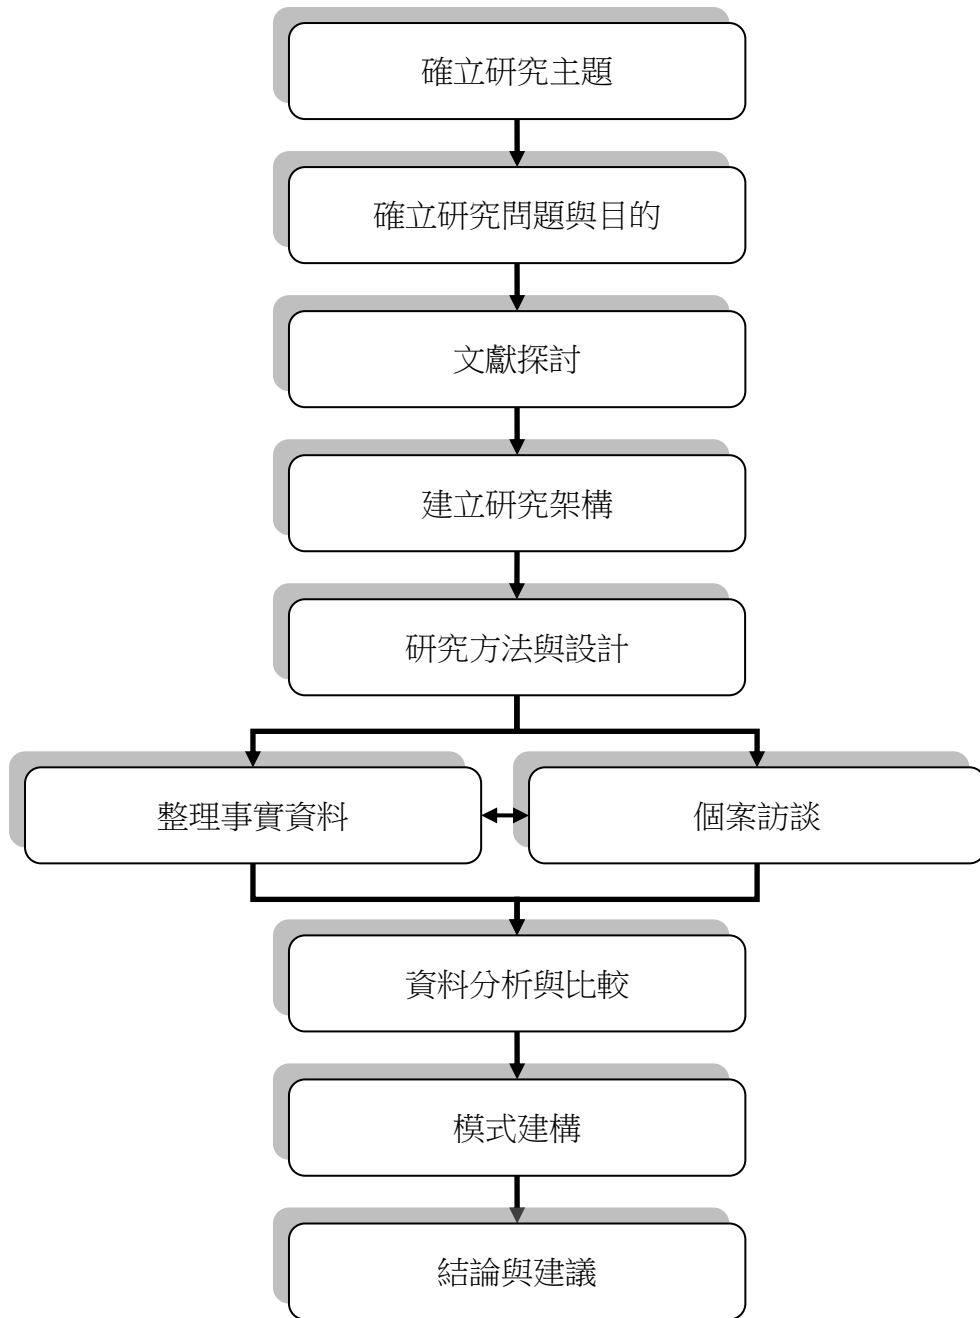 確立研究主題
確立研究問題與目的
文獻探討
建立研究架構
研究方法與設計
整理事實資料
個案訪談
資料分析與比較
模式建構
結論與建議